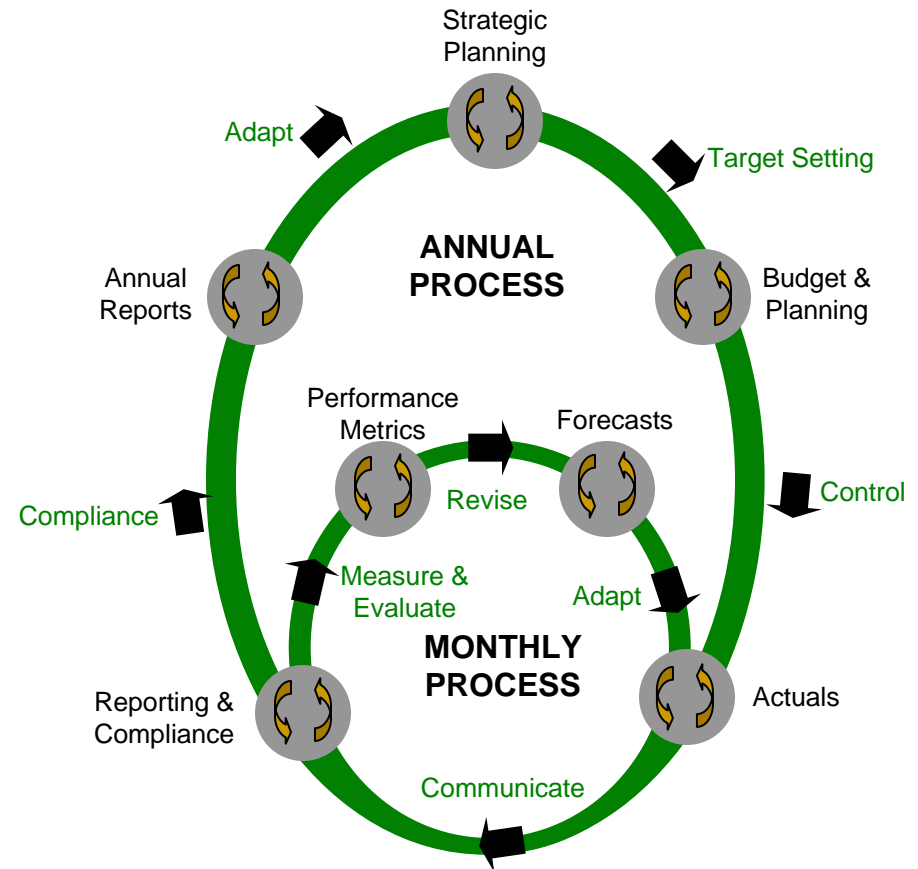 Strategic
Planning
Adapt
Target Setting
ANNUAL
PROCESS
Annual
Reports
Budget &
Planning
Performance
Metrics
Forecasts
Revise
Compliance
Control
Measure &
Evaluate
Adapt
MONTHLY
PROCESS
Reporting &
Compliance
Actuals
Communicate